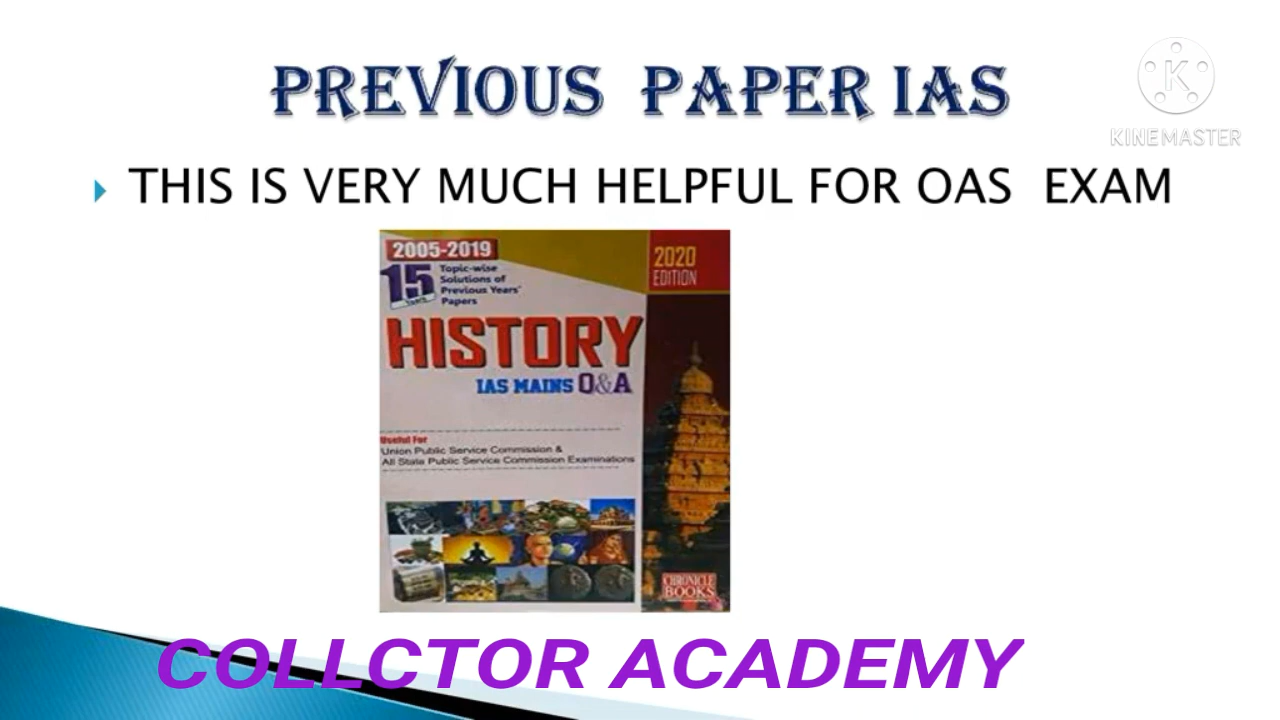 PREVIOUS PAPER IAS
K
KINEMASTER
THIS IS VERY MUCH HELPFUL FOR OAS EXAM
2005-2019
15 Years
Topic-wise
Solutions of
Previous Years'
Papers
2020
EDITION
HISTORY
IAS MAINS Q&A
Useful For
Union Public Service Commission &
All State Public Service Commission Examinations
CHRONICLE
BOOKS
COLLCTOR ACADEMY